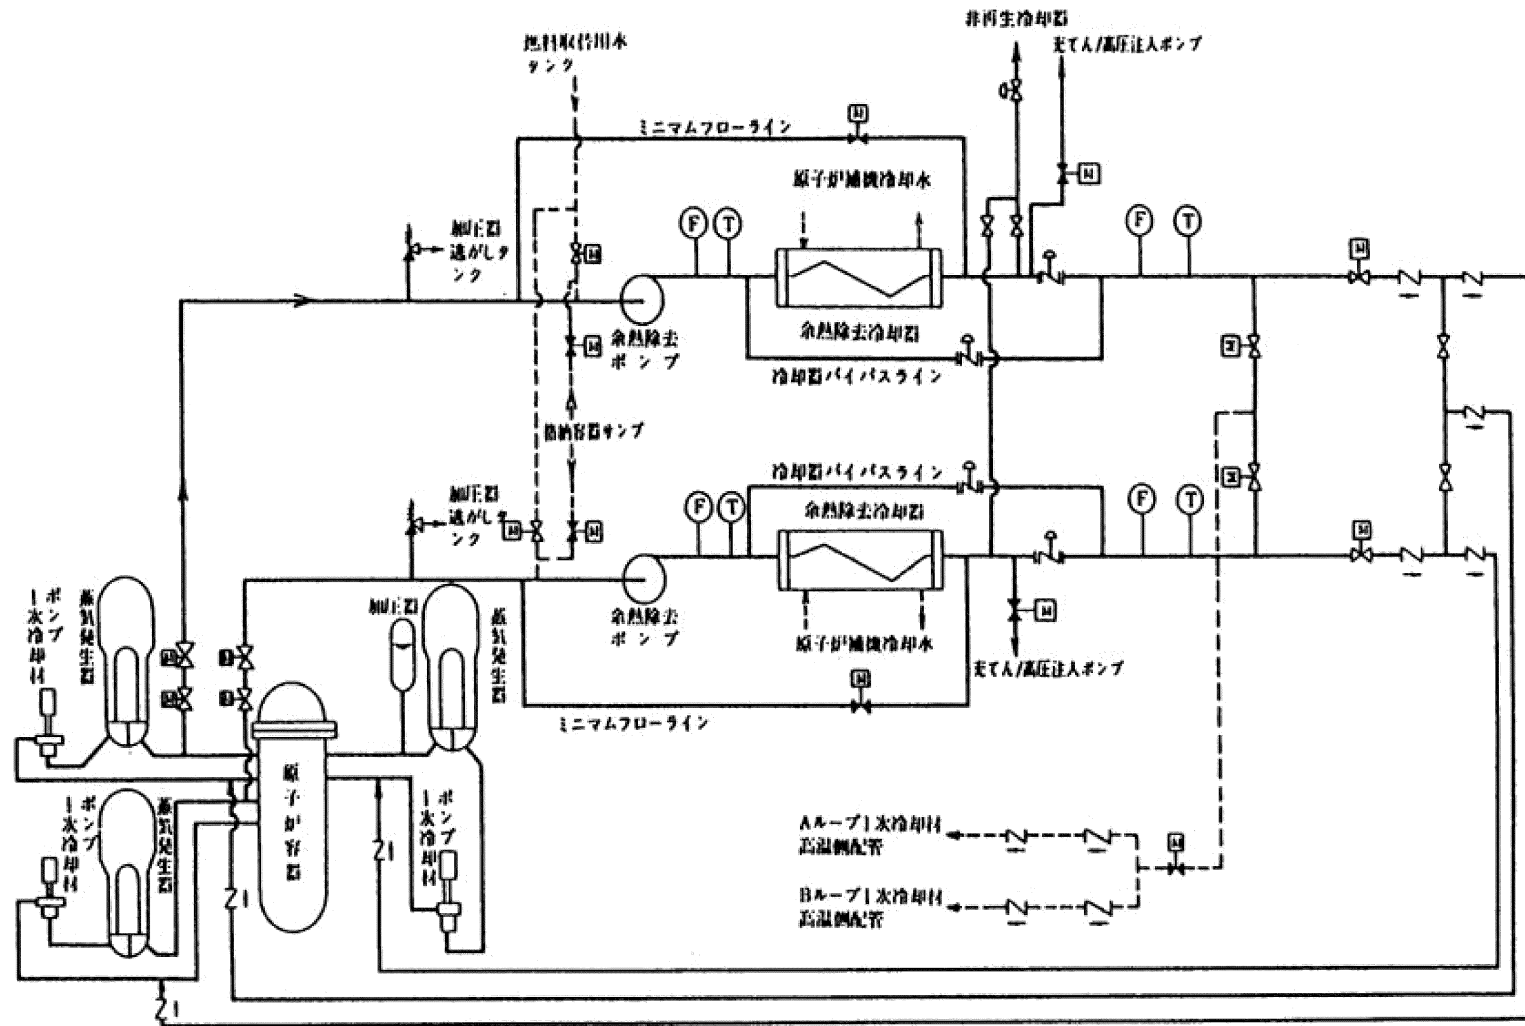 非再生冷却器
充てん/高圧注入ポンプ
燃料取替用水
タンク
ミニマムフローライン
原子炉補機冷却水
加圧器
逃がしタ
ンク
F
T
F
T
M
M
M
M
M
余熱除去
ポンプ
余熱除去冷却器
冷却器バイパスライン
M
格納容器サンプ
冷却器バイパスライン
M
加圧器
逃がしタ
ンク
M
M
F
T
余熱除去冷却器
F
T
M
余熱除去
ポンプ
原子炉補機冷却水
M
充てん/高圧注入ポンプ
M
ミニマムフローライン
1次冷却材
ポンプ
蒸気発生器
加圧器
蒸気発生器
M
M
原子炉容器
1次冷却材
ポンプ
蒸気発生器
1次冷却材
ポンプ
Aループ1次冷却材
高温側配管
M
Bループ1次冷却材
高温側配管